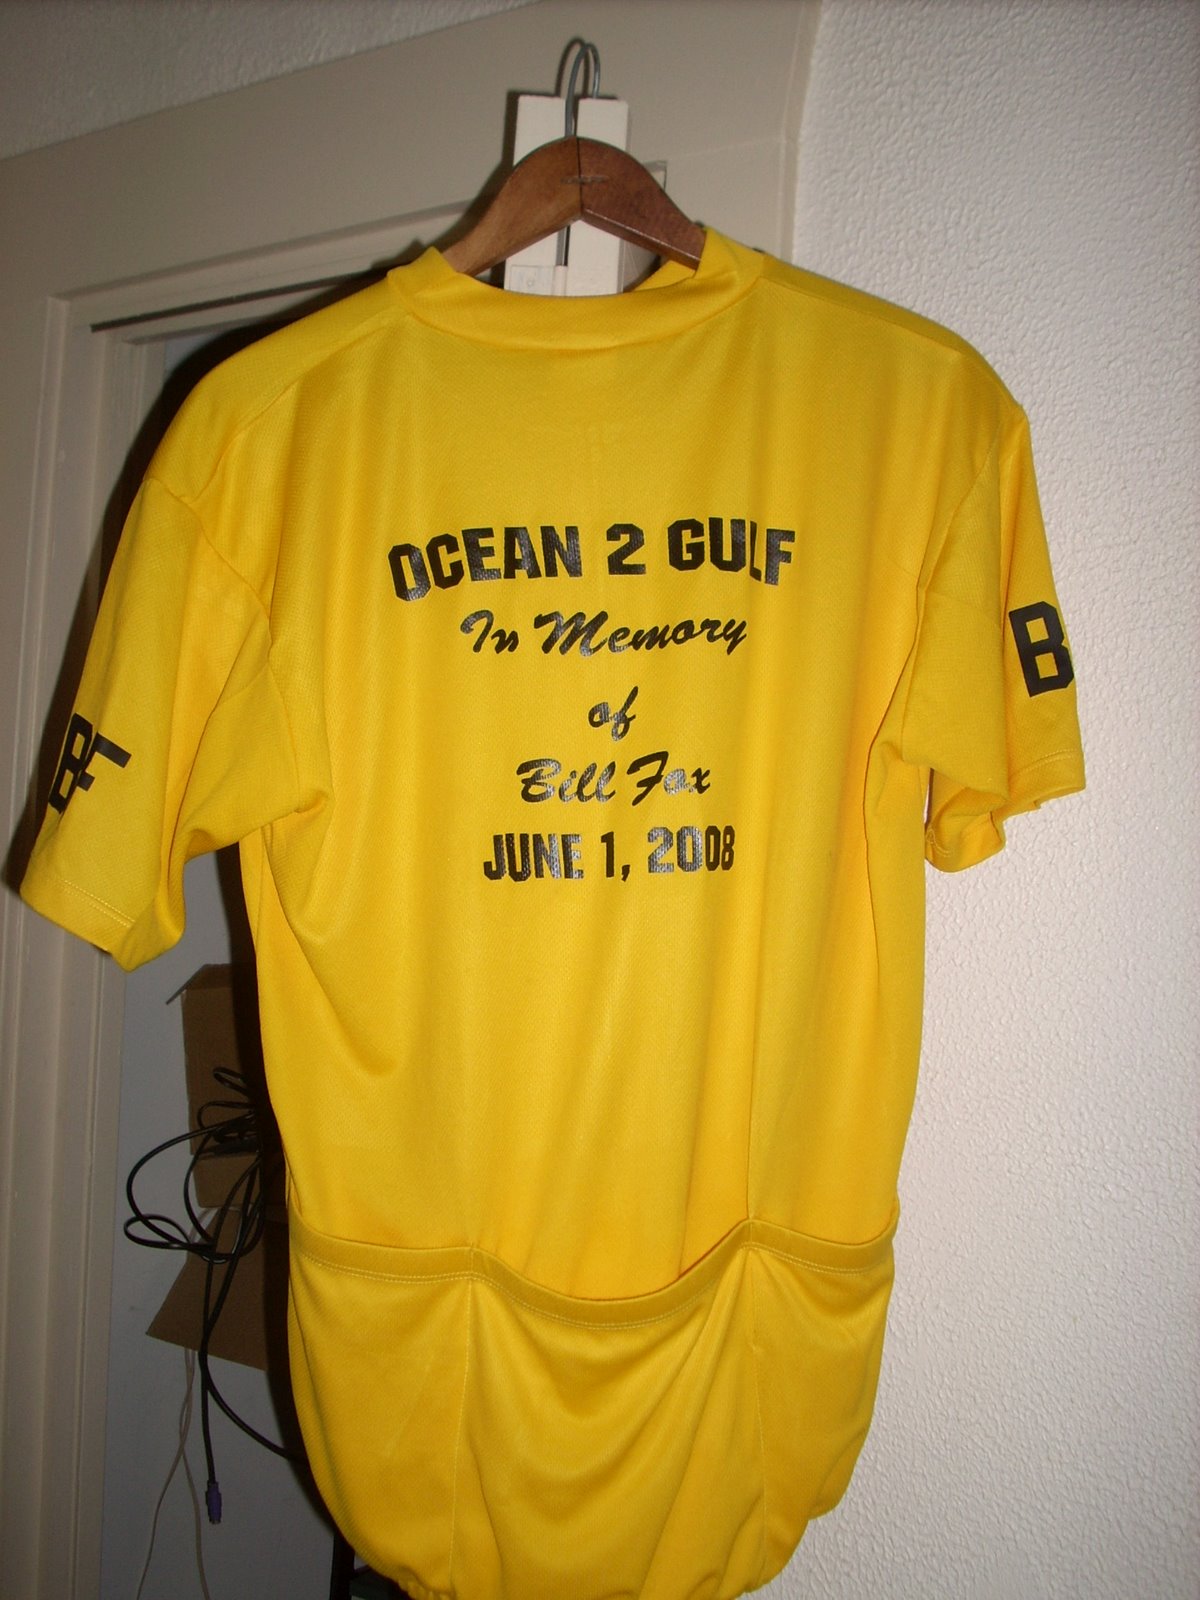 OCEAN 2 GULF
In Memory
of
Bill Fox
JUNE 1, 2008
BF
B